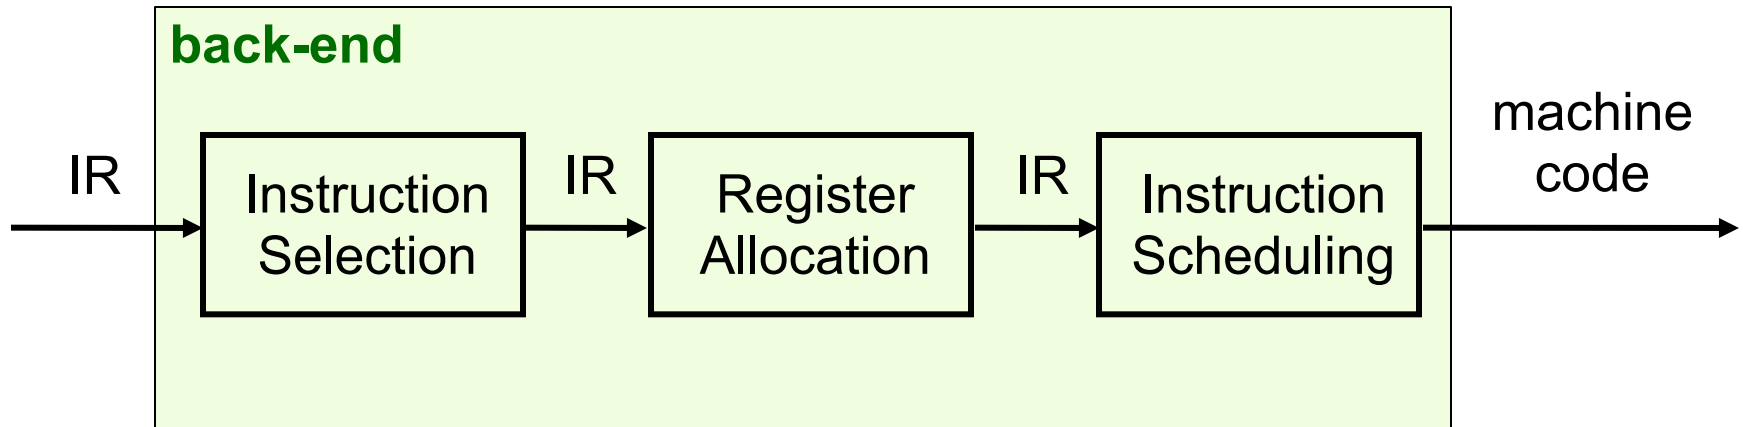 back-end
IR
Instruction
Selection
IR
Register
Allocation
IR
Instruction
Scheduling
machine
code